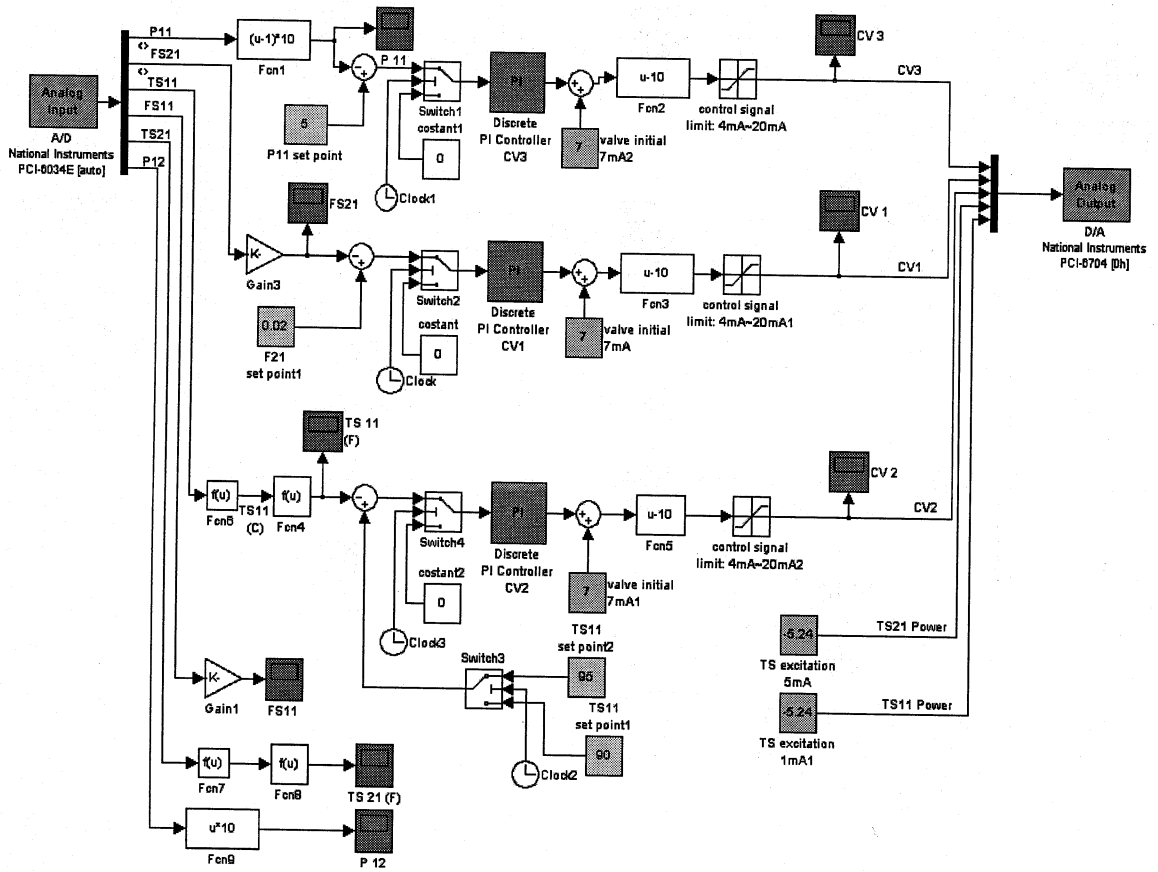 Analog
Input
A/D
National Instruments
PCI-6034E [auto]
P11
<> FS21
<> TS11
FS11
TS21
P12
(u-1)*10
Fcn1
P 11
- +
5
P11 set point
Switch1
costant1
0
Clock1
PI
Discrete
PI Controller
CV3
++
7
valve initial
7mA2
u-10
Fcn2
control signal
limit: 4mA~20mA
CV 3
CV3
Analog
Output
D/A
National Instruments
PCI-6704 [0h]
K-
Gain3
FS21
- +
0.02
F21
set point1
Switch2
costant
0
Clock
PI
Discrete
PI Controller
CV1
++
7
valve initial
7mA
u-10
Fcn3
control signal
limit: 4mA~20mA1
CV 1
CV1
f(u)
Fcn6
TS11
(C)
f(u)
Fcn4
TS 11
(F)
- +
Switch4
costant2
0
Clock3
PI
Discrete
PI Controller
CV2
++
7
valve initial
7mA1
u-10
Fcn5
control signal
limit: 4mA~20mA2
CV 2
CV2
Switch3
TS11
set point2
95
TS11
set point1
90
Clock2
-5.24
TS excitation
5mA
TS21 Power
-5.24
TS excitation
1mA1
TS11 Power
K-
Gain1
FS11
f(u)
Fcn7
f(u)
Fcn8
TS 21 (F)
u*10
Fcn9
P 12